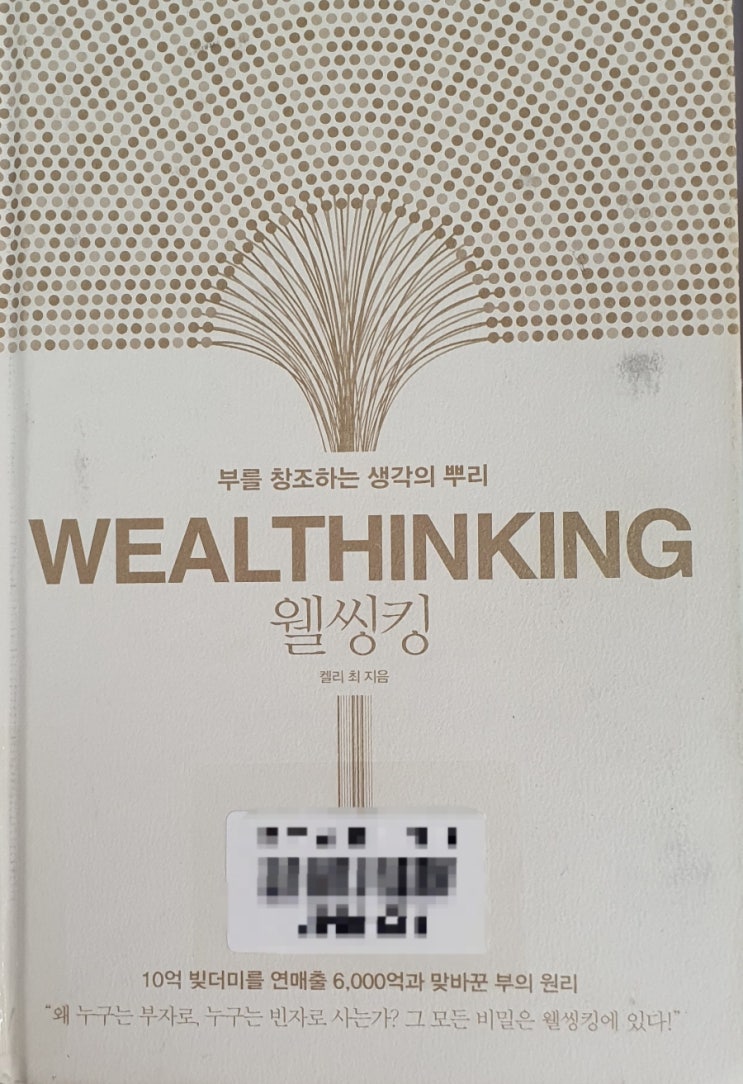 부를 창조하는 생각의 뿌리
WEALTHINKING
웰씽킹
켈리 최 지음
10억 빚더미를 연매출 6,000억과 맞바꾼 부의 원리
“왜 누구는 부자로, 누구는 빈자로 사는가? 그 모든 비밀은 웰씽킹에 있다!”